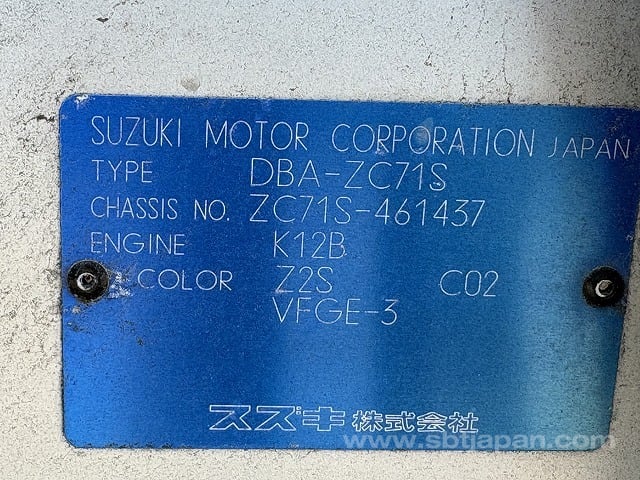 SUZUKI MOTOR CORPORATION JAPAN
TYPE DBA-ZC71S
CHASSIS NO. ZC71S-461437
ENGINE K12B
COLOR Z2S C02
VFGE-3
スズキ株式会社
www.sbtjapan.com